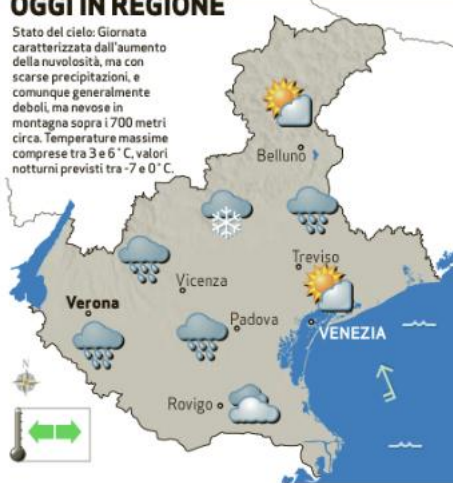 OGGI IN REGIONE
Stato del cielo: Giornata
caratterizzata dall'aumento
della nuvolosità, ma con
scarse precipitazioni, e
comunque generalmente
deboli, ma nevose in
montagna sopra i 700 metri
circa. Temperature massime
comprese tra 3 e 6°C, valori
notturni previsti tra -7 e 0°C.
Belluno
Treviso
Vicenza
Verona
Padova
VENEZIA
Rovigo
N